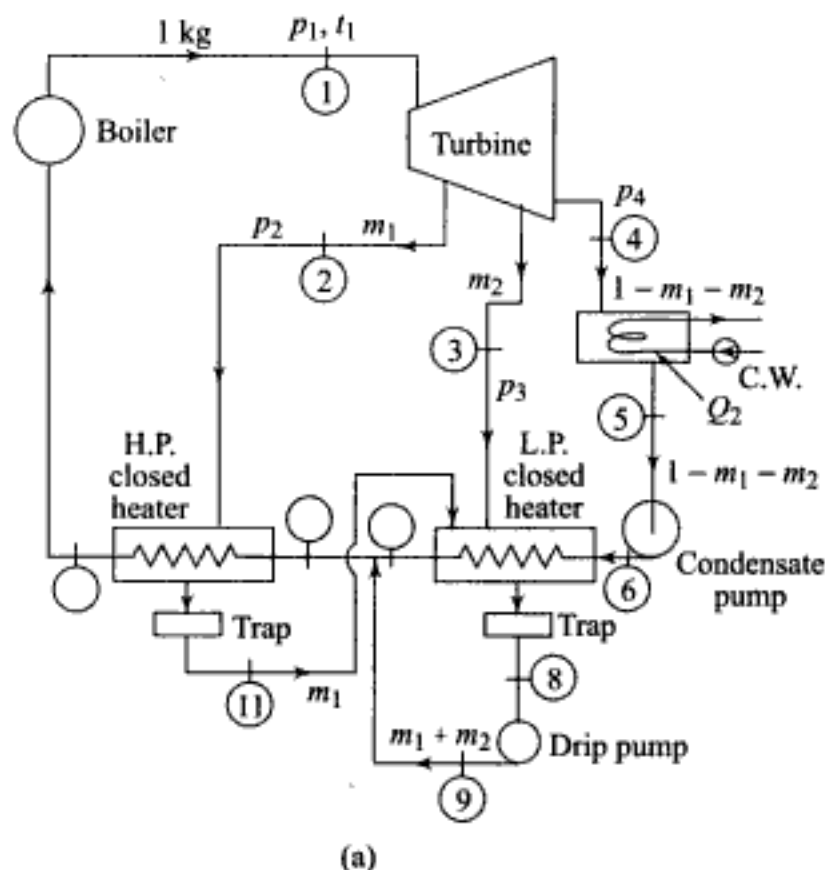 1 kg
p₁, t₁
1
Boiler
Turbine
p₂
m₁
2
p₄
4
m₂
1 − m₁ − m₂
3
p₃
C.W.
Q₂
5
H.P.
closed
heater
L.P.
closed
heater
1 − m₁ − m₂
6
Condensate
pump
Trap
Trap
11
m₁
8
m₁ + m₂
Drip pump
9
(a)